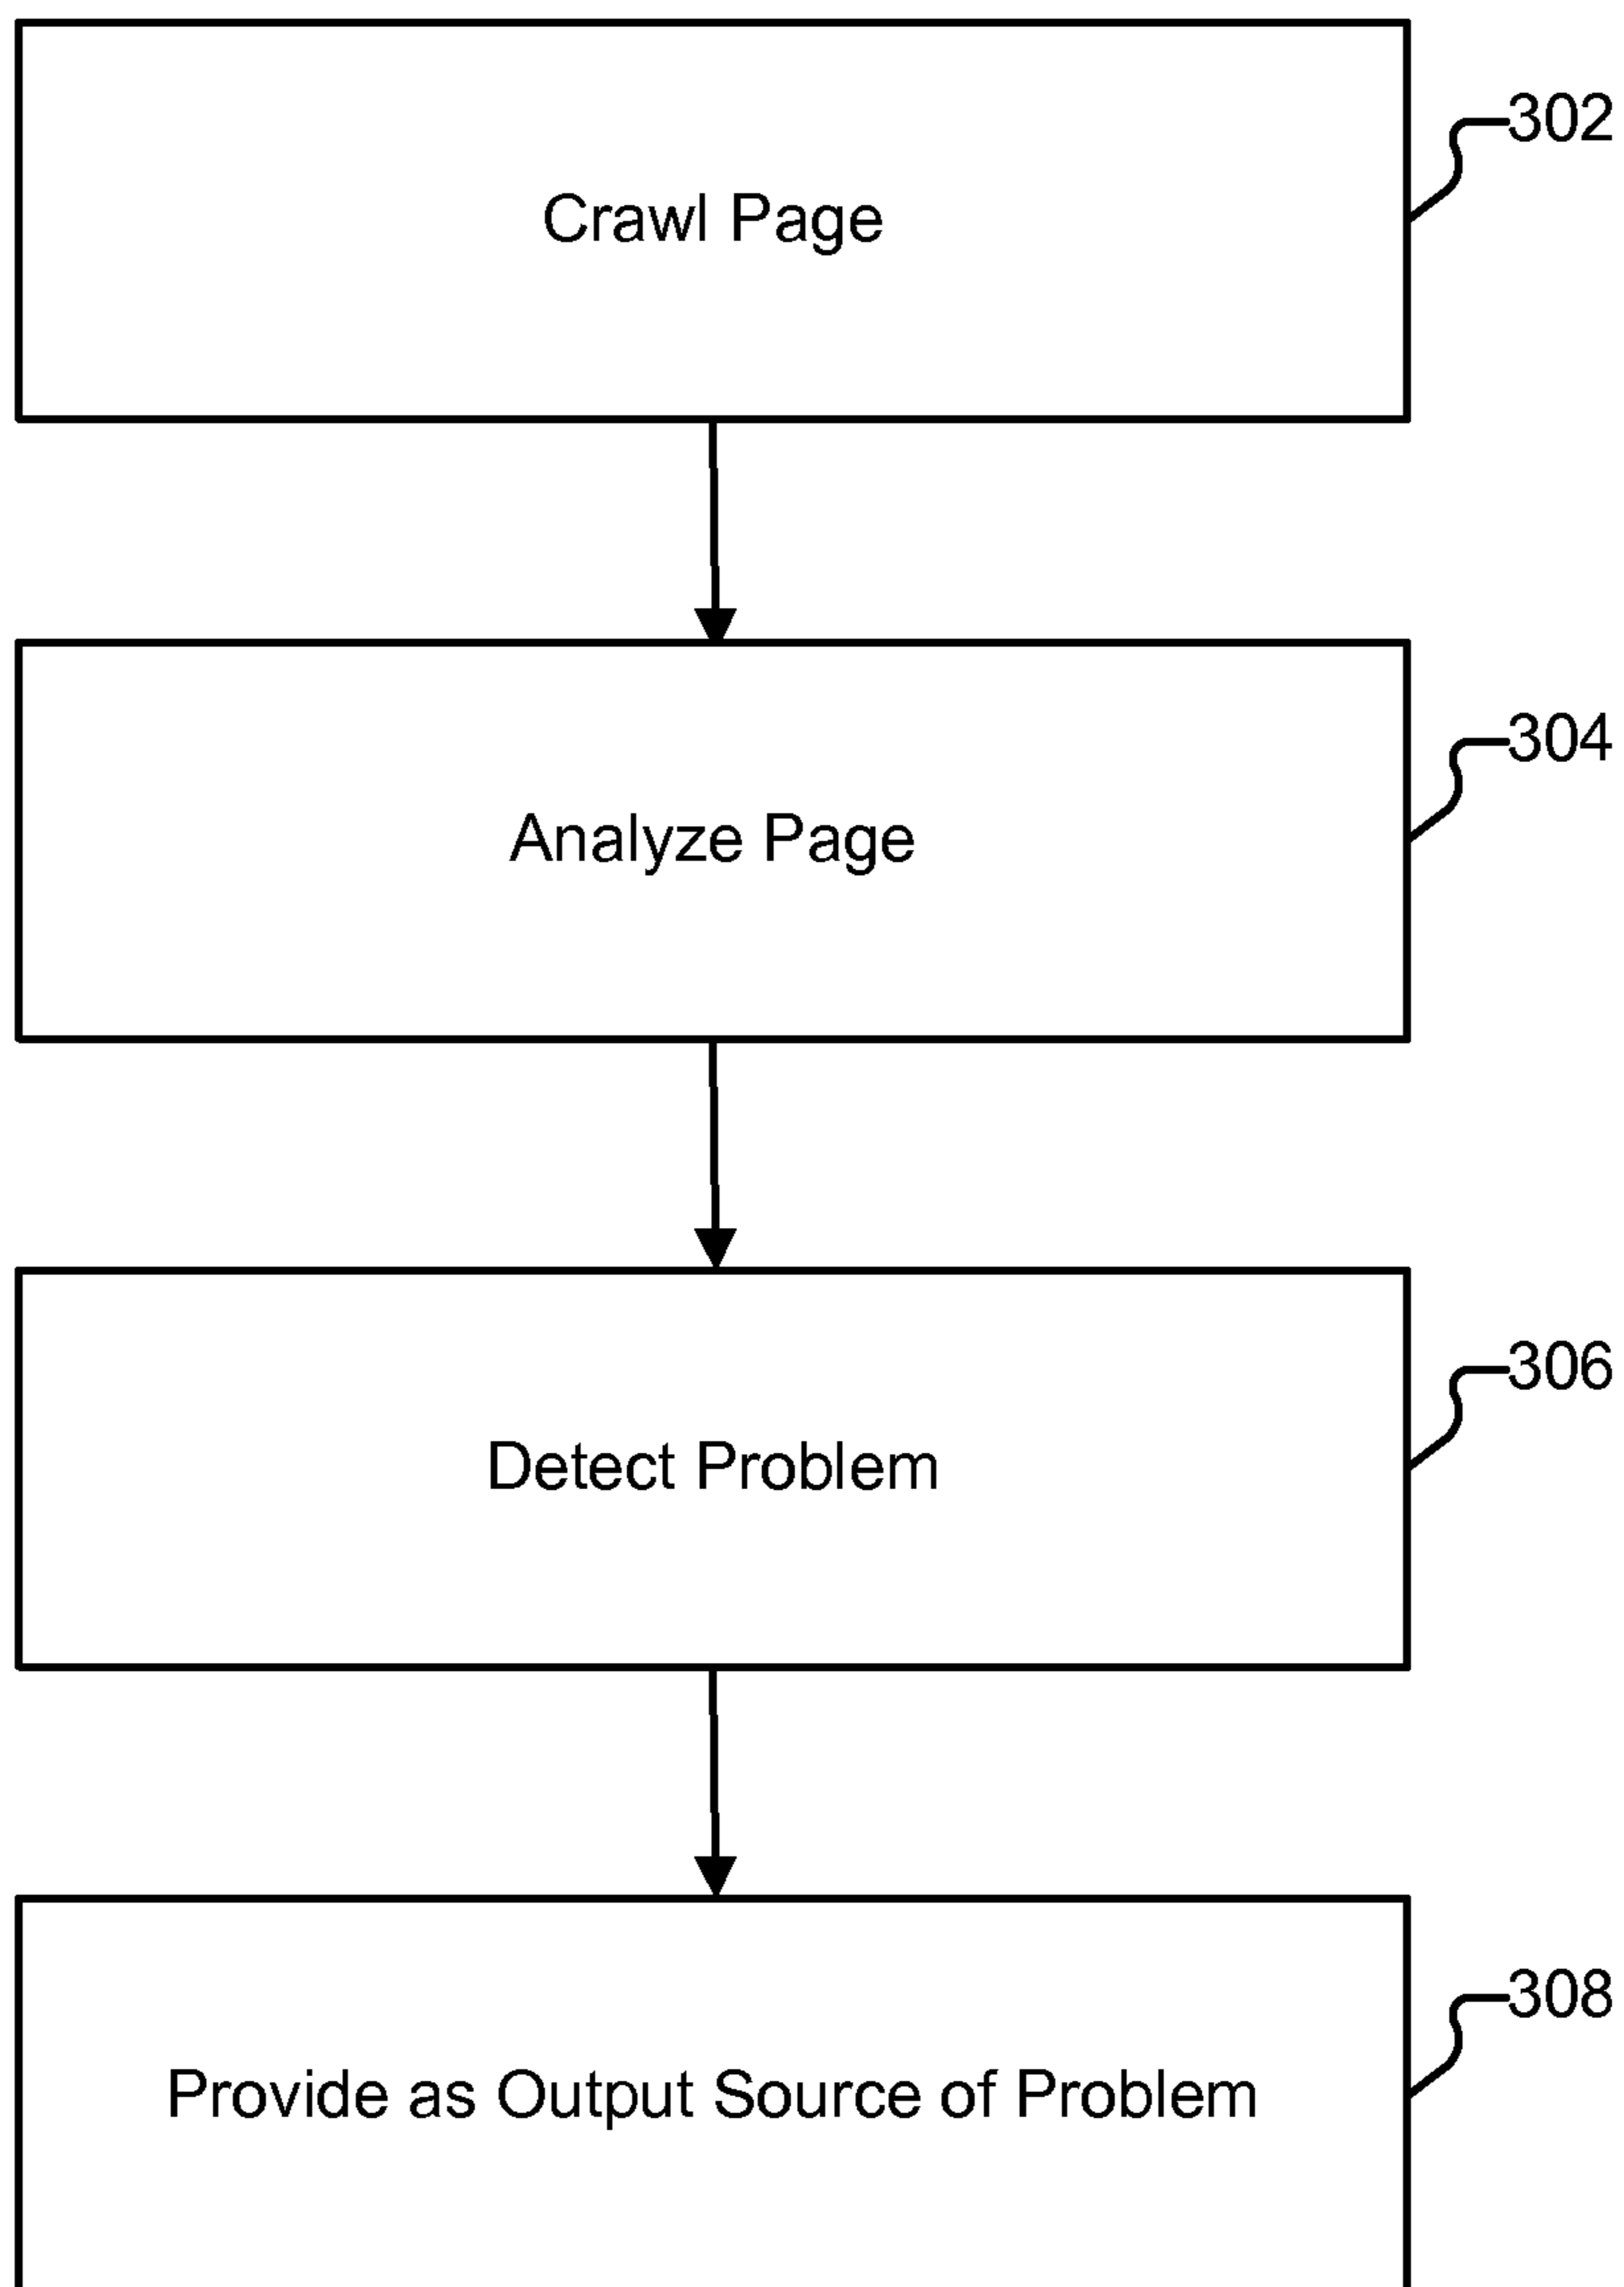 302
Crawl Page
304
Analyze Page
306
Detect Problem
308
Provide as Output Source of Problem